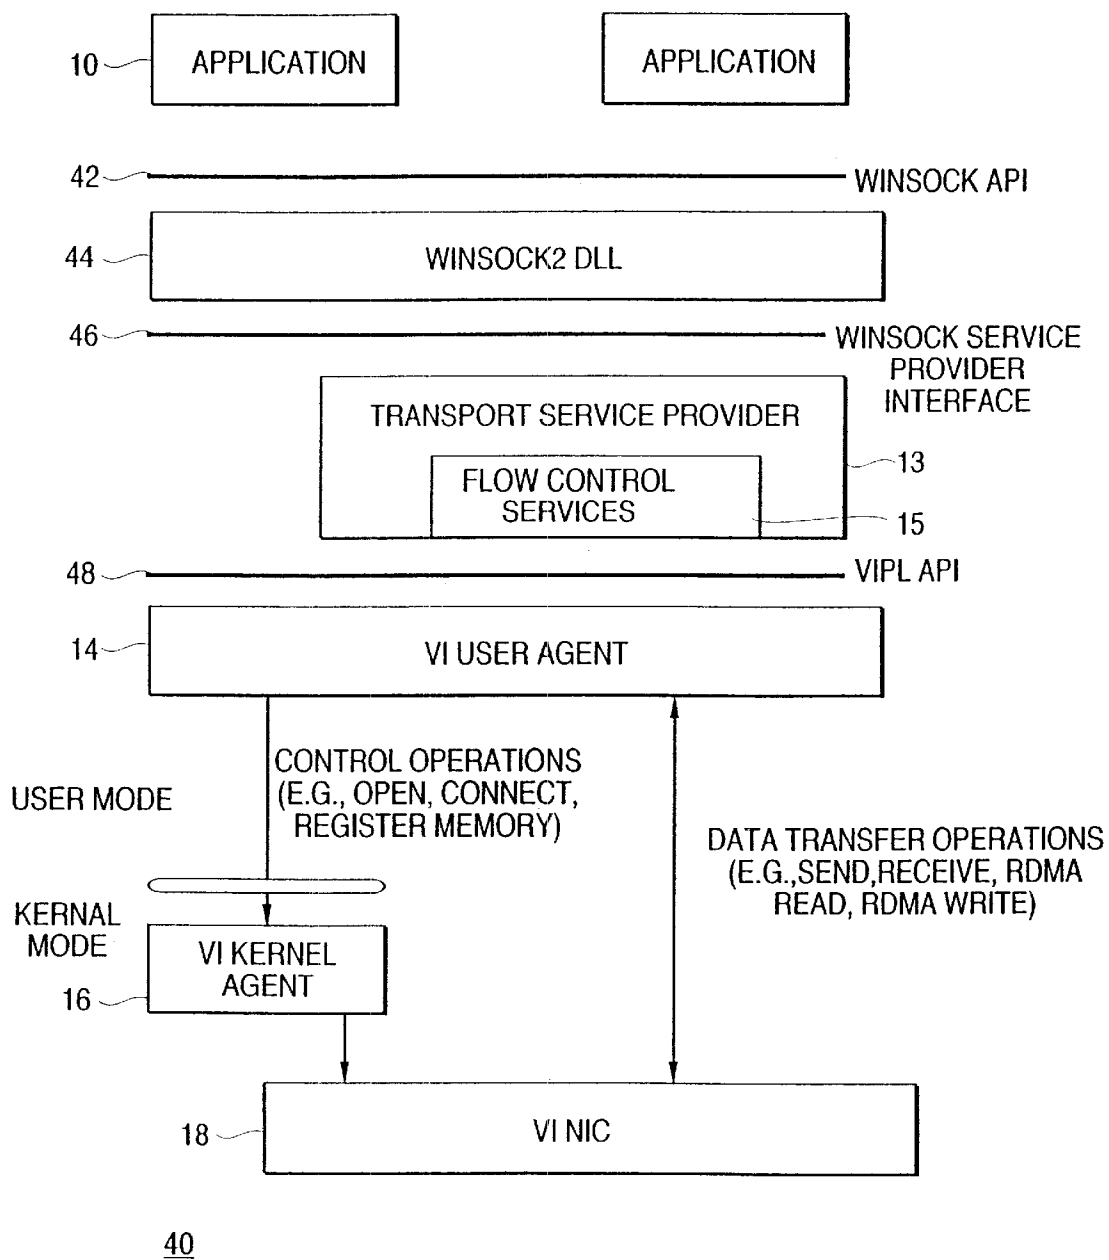 10
APPLICATION
APPLICATION
42
WINSOCK API
44
WINSOCK2 DLL
46
WINSOCK SERVICE
PROVIDER
INTERFACE
TRANSPORT SERVICE PROVIDER
13
FLOW CONTROL
SERVICES
15
48
VIPL API
14
VI USER AGENT
CONTROL OPERATIONS
(E.G., OPEN, CONNECT,
REGISTER MEMORY)
USER MODE
DATA TRANSFER OPERATIONS
(E.G.,SEND,RECEIVE, RDMA
READ, RDMA WRITE)
KERNAL
MODE
VI KERNEL
AGENT
16
18
VI NIC
40